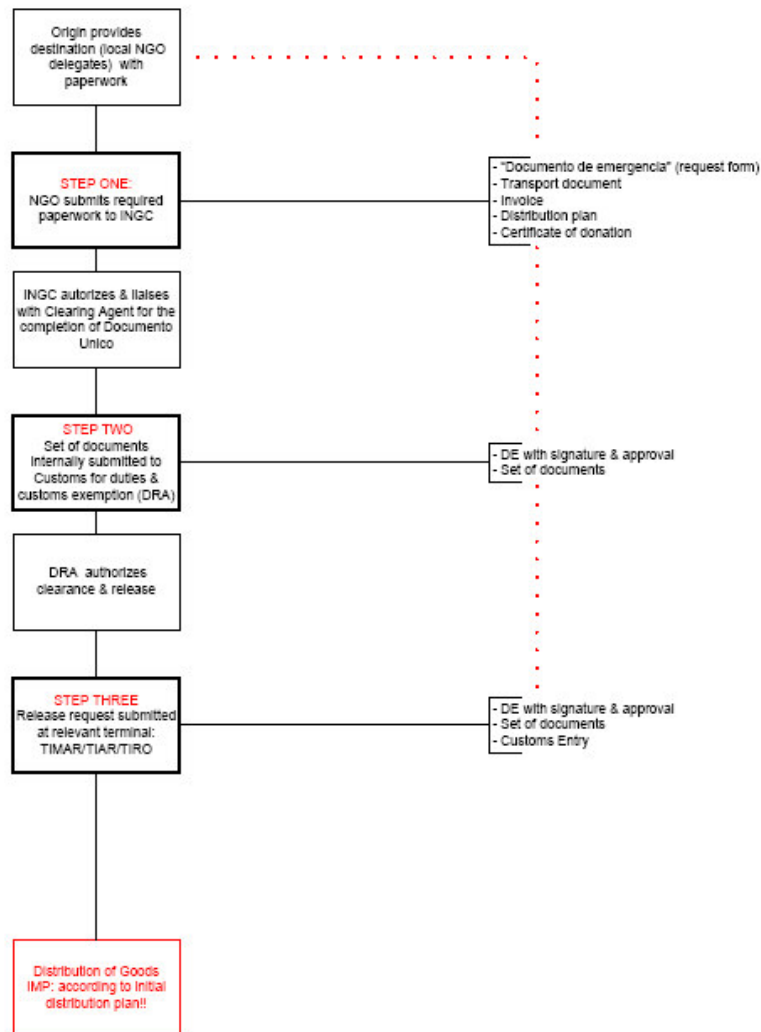 Origin provides
destination (local NGO
delegates) with
paperwork
STEP ONE:
NGO submits required
paperwork to INGC
- "Documento de emergencia" (request form)
- Transport document
- Invoice
- Distribution plan
- Certificate of donation
INGC autorizes & liaises
with Clearing Agent for the
completion of Documento
Unico
STEP TWO
Set of documents
internally submitted to
Customs for duties &
customs exemption (DRA)
- DE with signature & approval
- Set of documents
DRA authorizes
clearance & release
STEP THREE
Release request submitted
at relevant terminal:
TIMAR/TIAR/TIRO
- DE with signature & approval
- Set of documents
- Customs Entry
Distribution of Goods
IMP: according to initial
distribution plan!!